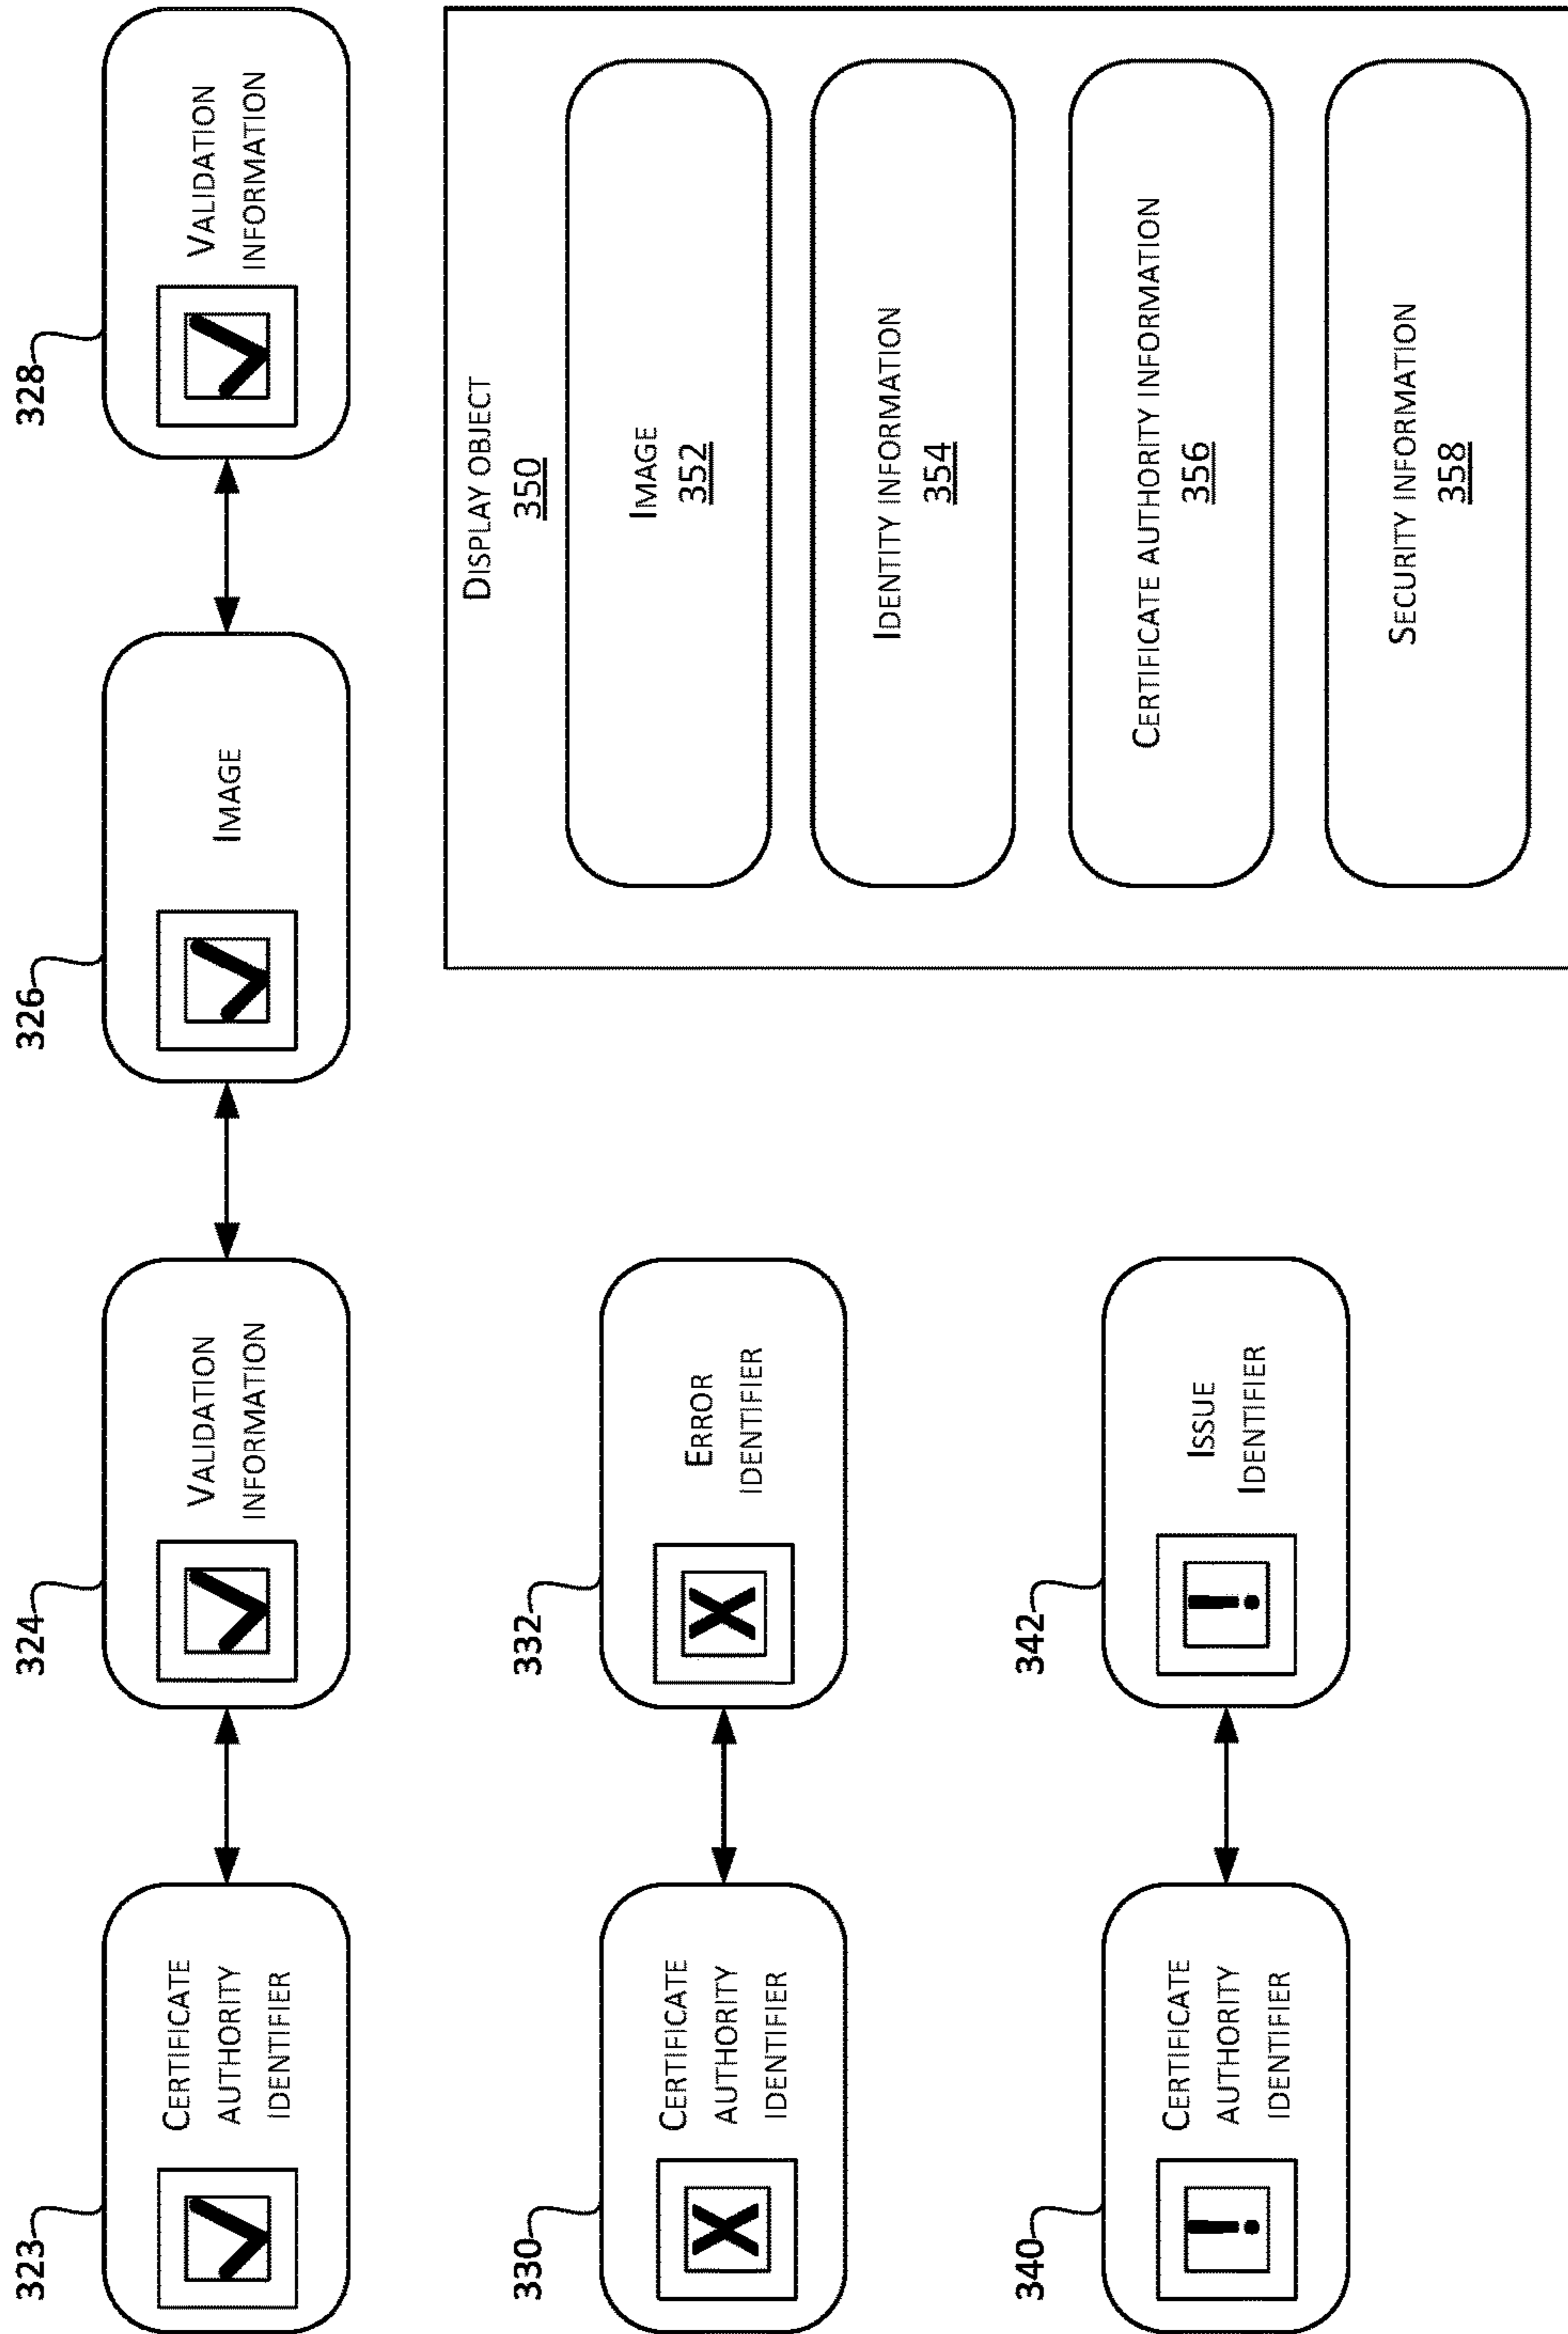 323
CERTIFICATE
AUTHORITY
IDENTIFIER
324
VALIDATION
INFORMATION
326
IMAGE
328
VALIDATION
INFORMATION
330
CERTIFICATE
AUTHORITY
IDENTIFIER
X
332
ERROR
IDENTIFIER
X
340
CERTIFICATE
AUTHORITY
IDENTIFIER
!
342
ISSUE
IDENTIFIER
!
DISPLAY OBJECT
350
IMAGE
352
IDENTITY INFORMATION
354
CERTIFICATE AUTHORITY INFORMATION
356
SECURITY INFORMATION
358